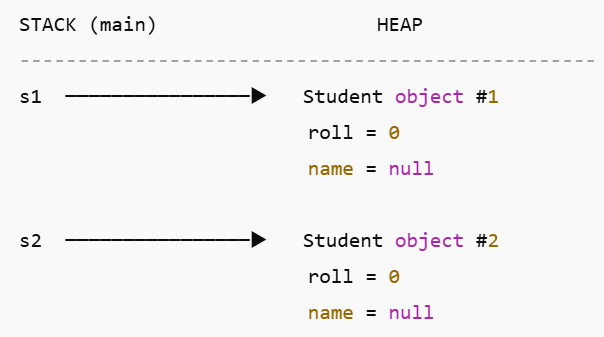 STACK (main) HEAP
s1 Student object #1
roll = 0
name = null
s2 Student object #2
roll = 0
name = null